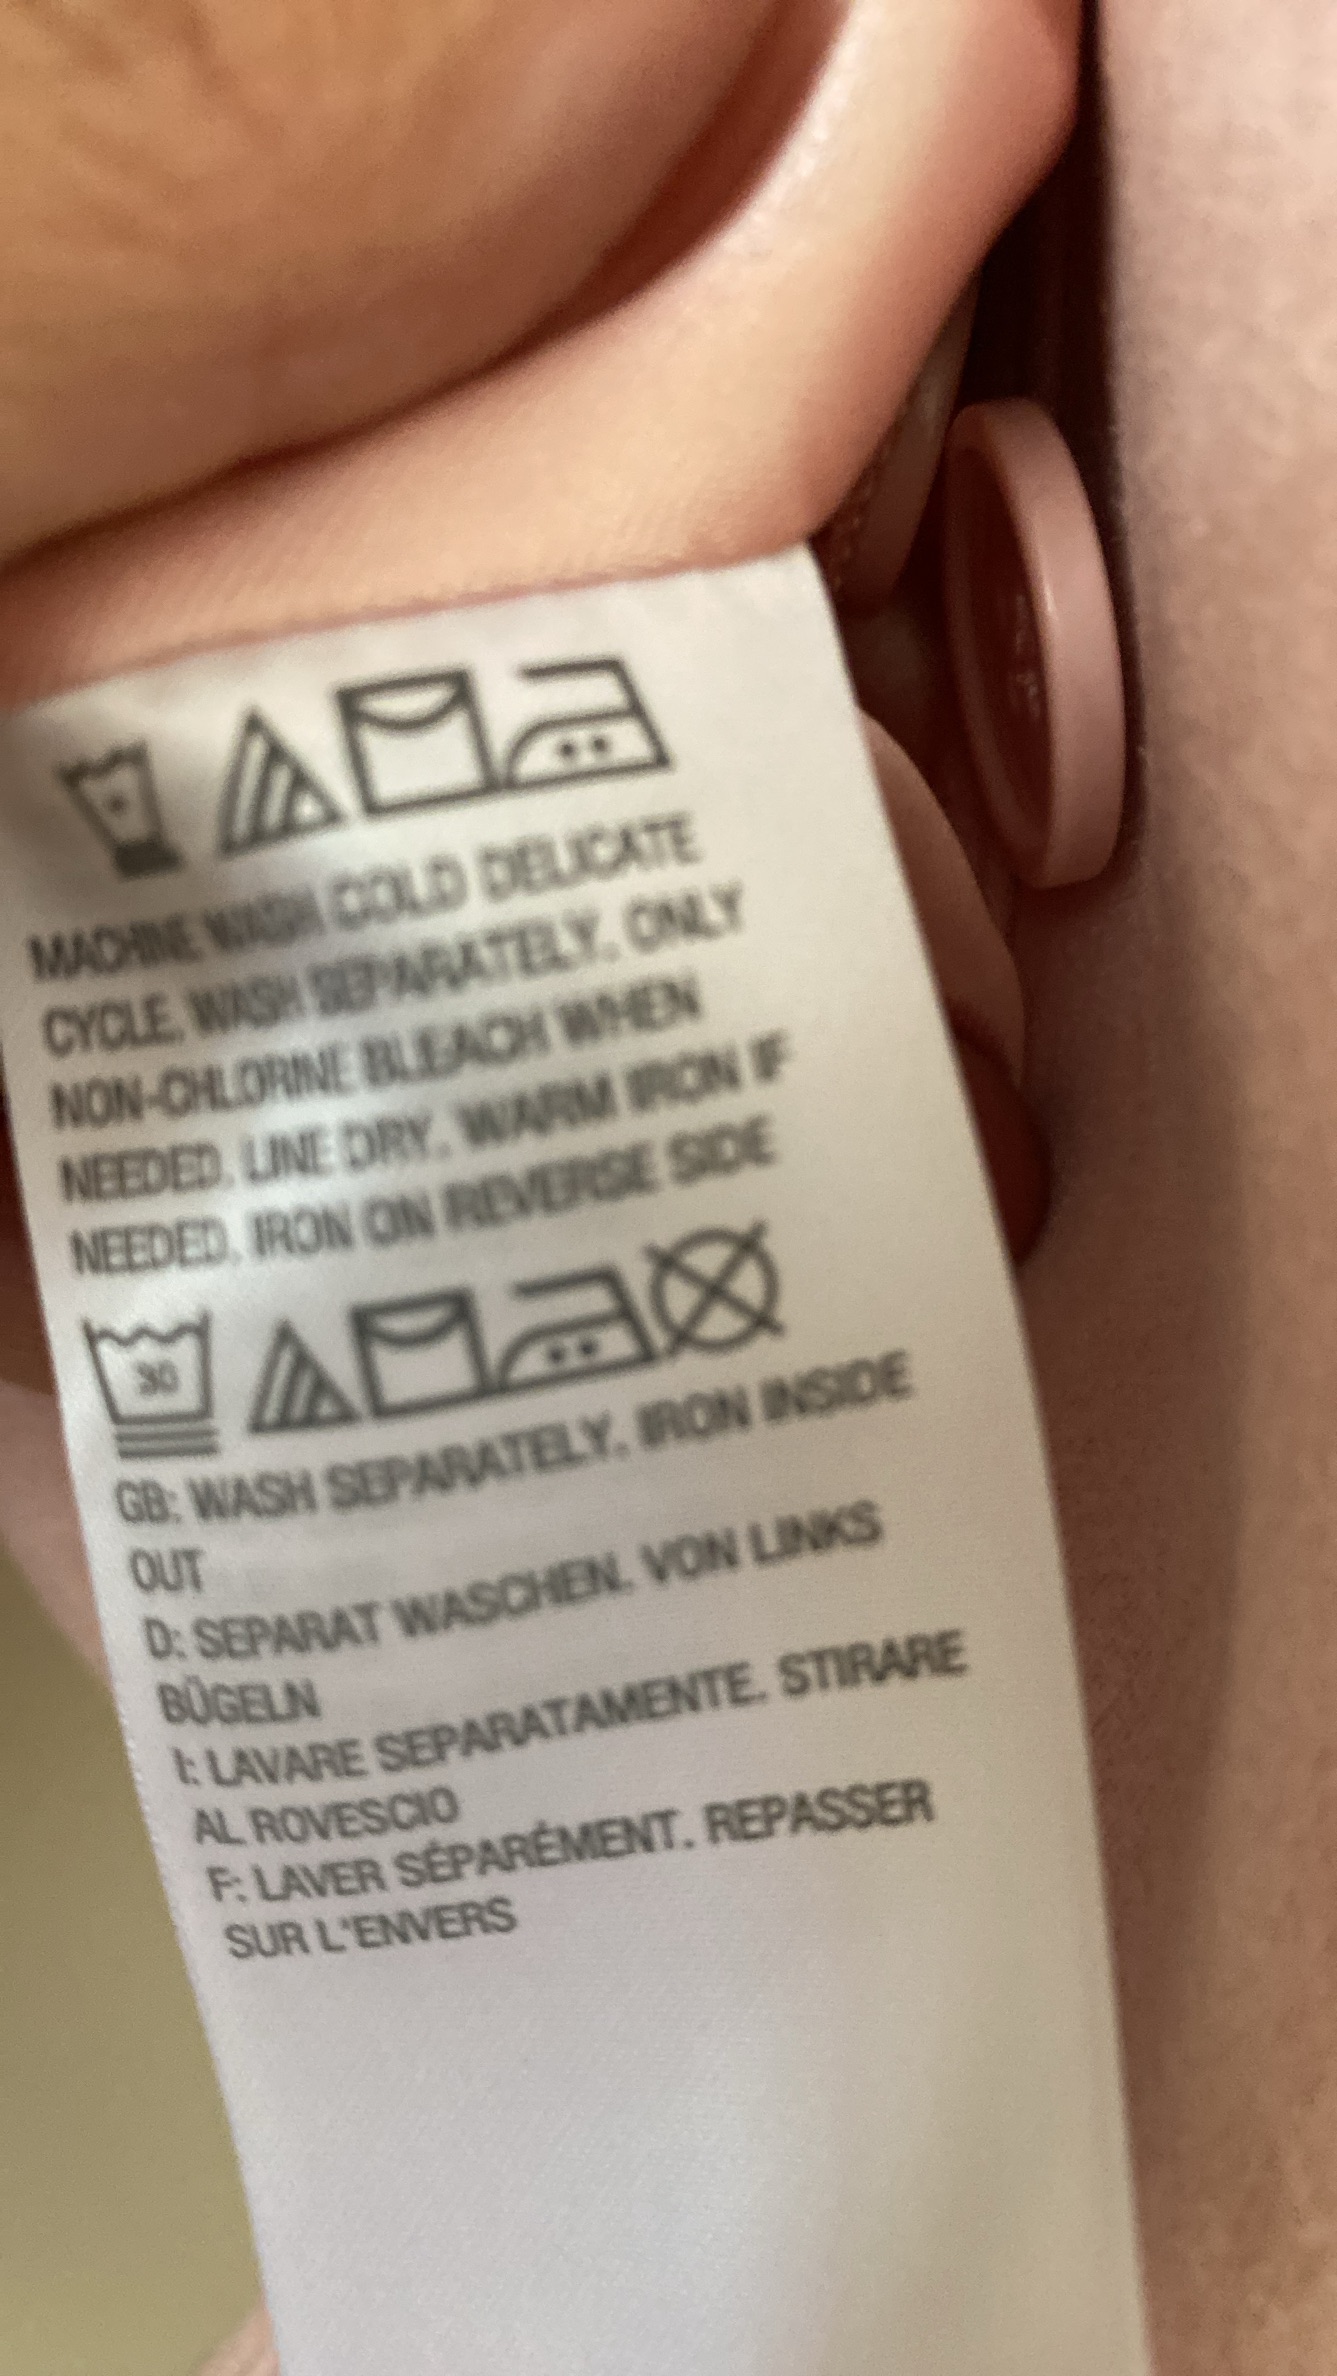 MACHINE WASH COLD DELICATE
CYCLE. WASH SEPARATELY. ONLY
NON-CHLORINE BLEACH WHEN
NEEDED. LINE DRY. WARM IRON IF
NEEDED. IRON ON REVERSE SIDE
30
GB: WASH SEPARATELY. IRON INSIDE
OUT
D: SEPARAT WASCHEN. VON LINKS
BÜGELN
I: LAVARE SEPARATAMENTE. STIRARE
AL ROVESCIO
F: LAVER SÉPARÉMENT. REPASSER
SUR L'ENVERS